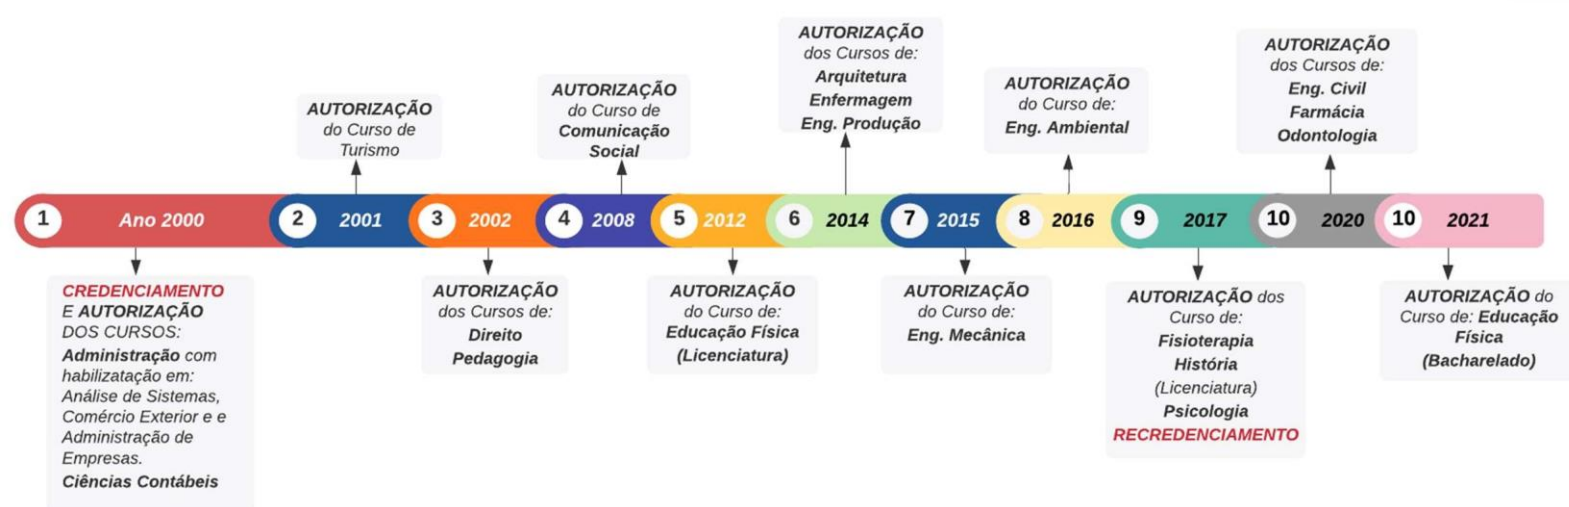 AUTORIZAÇÃO
do Curso de
Turismo
AUTORIZAÇÃO
do Curso de
Comunicação
Social
AUTORIZAÇÃO
dos Cursos de:
Arquitetura
Enfermagem
Eng. Produção
AUTORIZAÇÃO
do Curso de:
Eng. Ambiental
AUTORIZAÇÃO
dos Cursos de:
Eng. Civil
Farmácia
Odontologia
1 Ano 2000
2 2001
3 2002
4 2008
5 2012
6 2014
7 2015
8 2016
9 2017
10 2020
10 2021
CREDENCIAMENTO
E AUTORIZAÇÃO
DOS CURSOS:
Administração com
habilizatação em:
Análise de Sistemas,
Comércio Exterior e e
Administração de
Empresas.
Ciências Contábeis
AUTORIZAÇÃO
dos Cursos de:
Direito
Pedagogia
AUTORIZAÇÃO
do Curso de:
Educação Física
(Licenciatura)
AUTORIZAÇÃO
do Curso de:
Eng. Mecânica
AUTORIZAÇÃO dos
Curso de:
Fisioterapia
História
(Licenciatura)
Psicologia
RECREDENCIAMENTO
AUTORIZAÇÃO do
Curso de: Educação
Física
(Bacharelado)